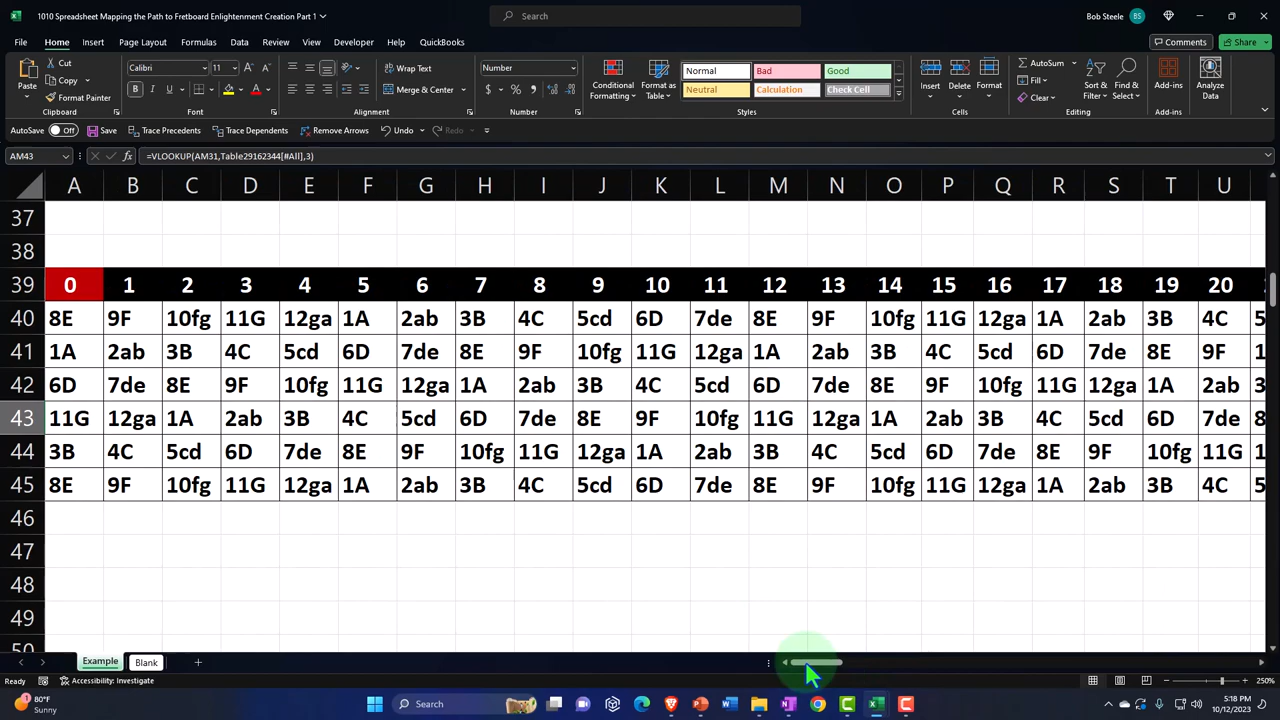 1010 Spreadsheet Mapping the Path to Fretboard Enlightenment Creation Part 1
Search
Bob Steele BS
File Home Insert Draw Page Layout Formulas Data Review View Developer Help QuickBooks
Comments Share
Paste Cut Copy Format Painter
Calibri 11 Wrap Text Merge & Center
Number
Conditional Formatting Format as Table
Normal Bad Good
Neutral Calculation Check Cell
Insert Delete Format
AutoSum Fill Clear
Sort & Filter Find & Select
Add-ins Analyze Data
Clipboard Font Alignment Number Styles Cells Editing Add-ins
AutoSave Off Save Trace Precedents Trace Dependents Remove Arrows Undo Redo
AM43 =VLOOKUP(AM31,Table29162344[#All],3)
A B C D E F G H I J K L M N O P Q R S T U
37
38
39 0 1 2 3 4 5 6 7 8 9 10 11 12 13 14 15 16 17 18 19 20
40 8E 9F 10fg 11G 12ga 1A 2ab 3B 4C 5cd 6D 7de 8E 9F 10fg 11G 12ga 1A 2ab 3B 4C 5
41 1A 2ab 3B 4C 5cd 6D 7de 8E 9F 10fg 11G 12ga 1A 2ab 3B 4C 5cd 6D 7de 8E 9F 1
42 6D 7de 8E 9F 10fg 11G 12ga 1A 2ab 3B 4C 5cd 6D 7de 8E 9F 10fg 11G 12ga 1A 2ab 3
43 11G 12ga 1A 2ab 3B 4C 5cd 6D 7de 8E 9F 10fg 11G 12ga 1A 2ab 3B 4C 5cd 6D 7de 8
44 3B 4C 5cd 6D 7de 8E 9F 10fg 11G 12ga 1A 2ab 3B 4C 5cd 6D 7de 8E 9F 10fg 11G 1
45 8E 9F 10fg 11G 12ga 1A 2ab 3B 4C 5cd 6D 7de 8E 9F 10fg 11G 12ga 1A 2ab 3B 4C 5
46
47
48
49
50
Example Blank
Ready Accessibility: Investigate 250%
80°F
Sunny
Search
5:18 PM
10/12/2023